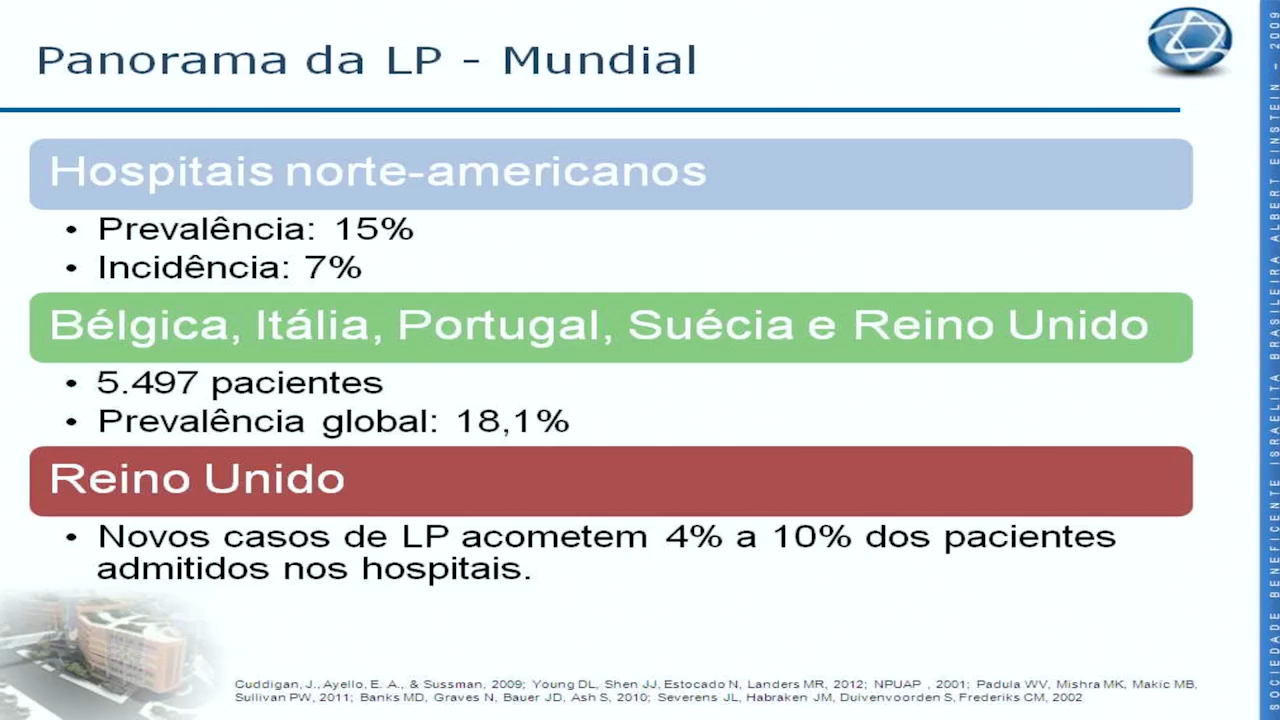 Panorama da LP - Mundial
Hospitais norte-americanos
• Prevalência: 15%
• Incidência: 7%
Bélgica, Itália, Portugal, Suécia e Reino Unido
• 5.497 pacientes
• Prevalência global: 18,1%
Reino Unido
• Novos casos de LP acometem 4% a 10% dos pacientes
admitidos nos hospitais.
Cuddigan, J., Ayello, E. A., & Sussman, 2009; Young DL, Shen JJ, Estocado N, Landers MR, 2012; NPUAP , 2001; Padula WV, Mishra MK, Makic MB,
Sullivan PW, 2011; Banks MD, Graves N, Bauer JD, Ash S, 2010; Severens JL, Habraken JM, Duivenvoorden S, Frederiks CM, 2002
SOCIEDADE BENEFICENTE ISRAELITA BRASILEIRA ALBERT EINSTEIN - 2009